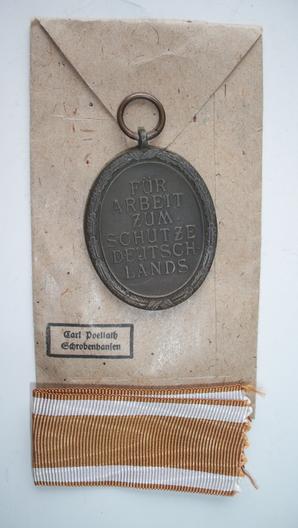 FÜR
ARBEIT
ZUM
SCHUTZE
DEUTSCH
LANDS
Carl Poellath
Schrobenhausen